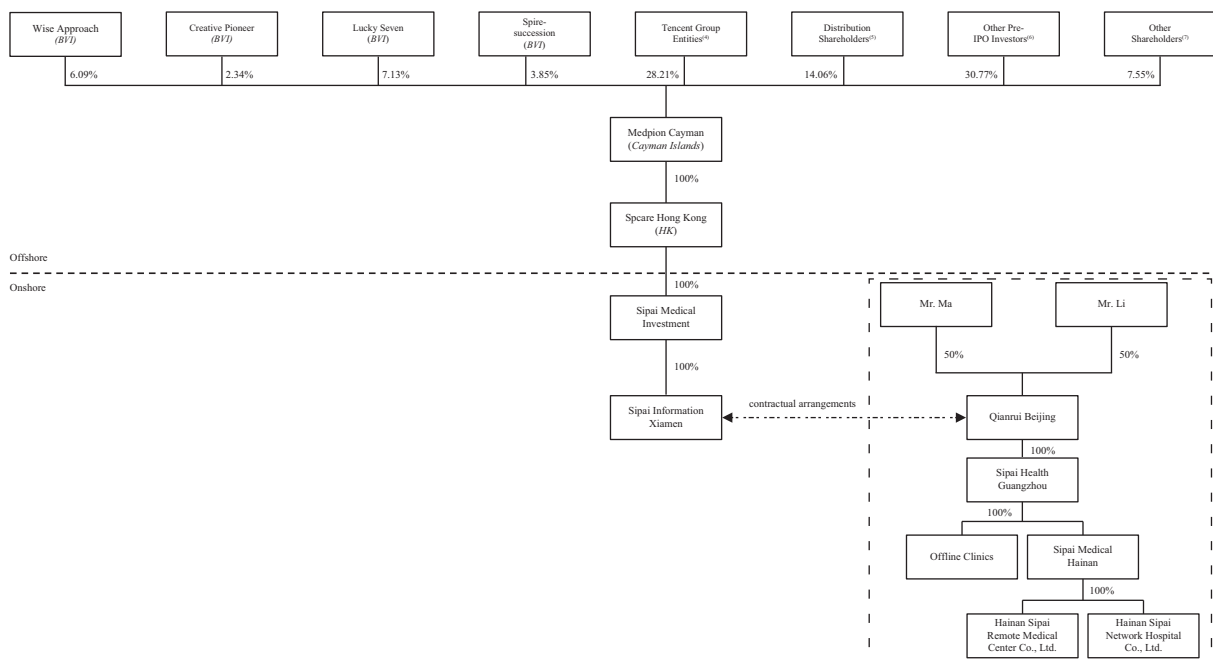 Wise Approach
(BVI)
Creative Pioneer
(BVI)
Lucky Seven
(BVI)
Spire-
succession
(BVI)
Tencent Group
Entities(4)
Distribution
Shareholders(5)
Other Pre-
IPO Investors(6)
Other
Shareholders(7)
6.09%
2.34%
7.13%
3.85%
28.21%
14.06%
30.77%
7.55%
Medpion Cayman
(Cayman Islands)
100%
Spcare Hong Kong
(HK)
Offshore
Onshore
100%
Sipai Medical
Investment
100%
Sipai Information
Xiamen
contractual arrangements
Mr. Ma
Mr. Li
50%
50%
Qianrui Beijing
100%
Sipai Health
Guangzhou
100%
Offline Clinics
Sipai Medical
Hainan
100%
Hainan Sipai
Remote Medical
Center Co., Ltd.
Hainan Sipai
Network Hospital
Co., Ltd.